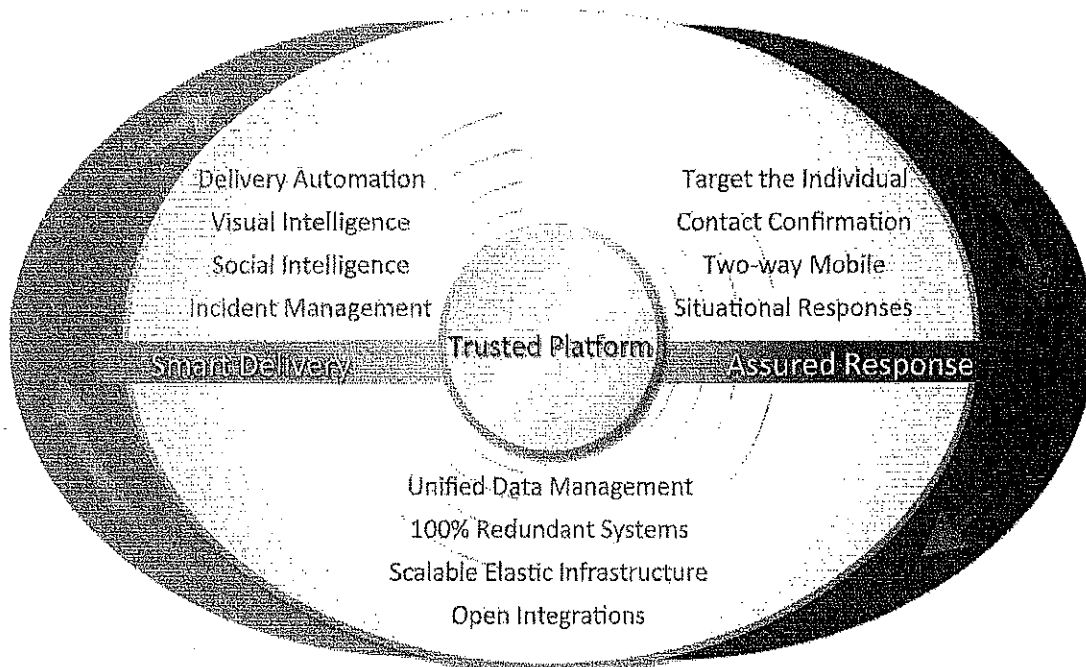 Delivery Automation
Visual Intelligence
Social Intelligence
Incident Management
Smart Delivery
Target the Individual
Contact Confirmation
Two-way Mobile
Situational Responses
Assured Response
Trusted Platform
Unified Data Management
100% Redundant Systems
Scalable Elastic Infrastructure
Open Integrations